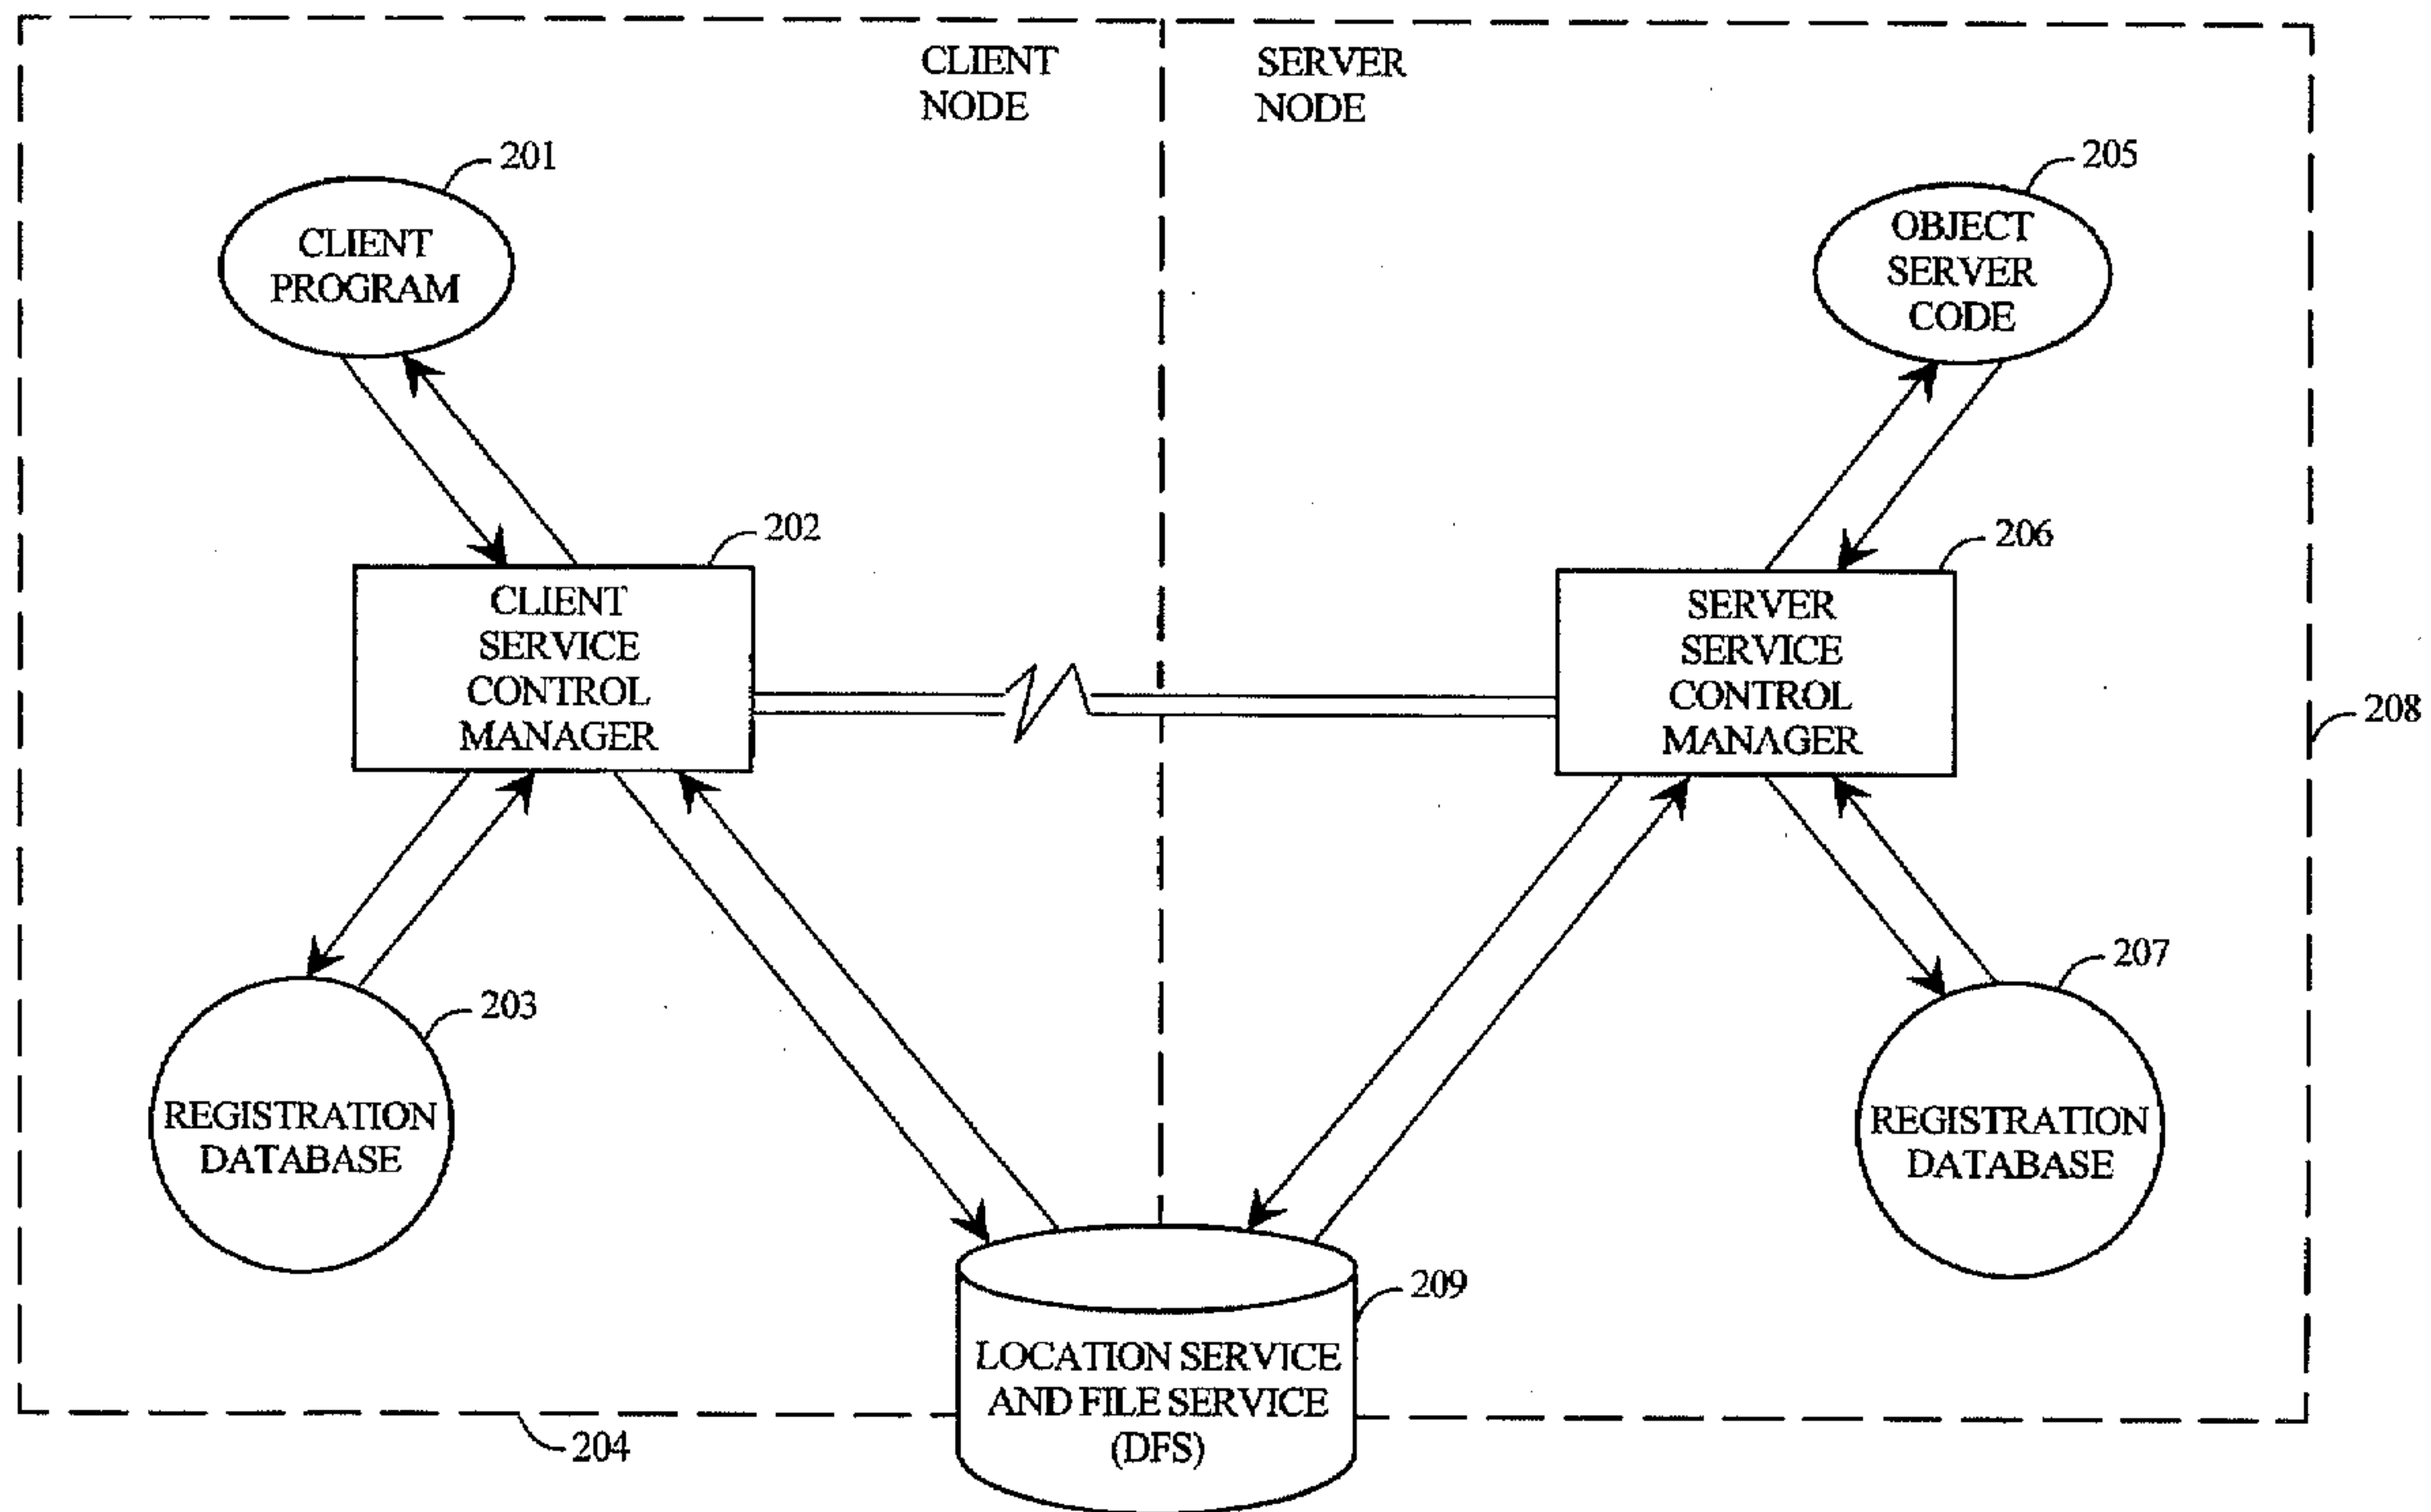 CLIENT
NODE
SERVER
NODE
201
CLIENT
PROGRAM
205
OBJECT
SERVER
CODE
202
CLIENT
SERVICE
CONTROL
MANAGER
206
SERVER
SERVICE
CONTROL
MANAGER
208
203
REGISTRATION
DATABASE
207
REGISTRATION
DATABASE
209
LOCATION SERVICE
AND FILE SERVICE
(DFS)
204